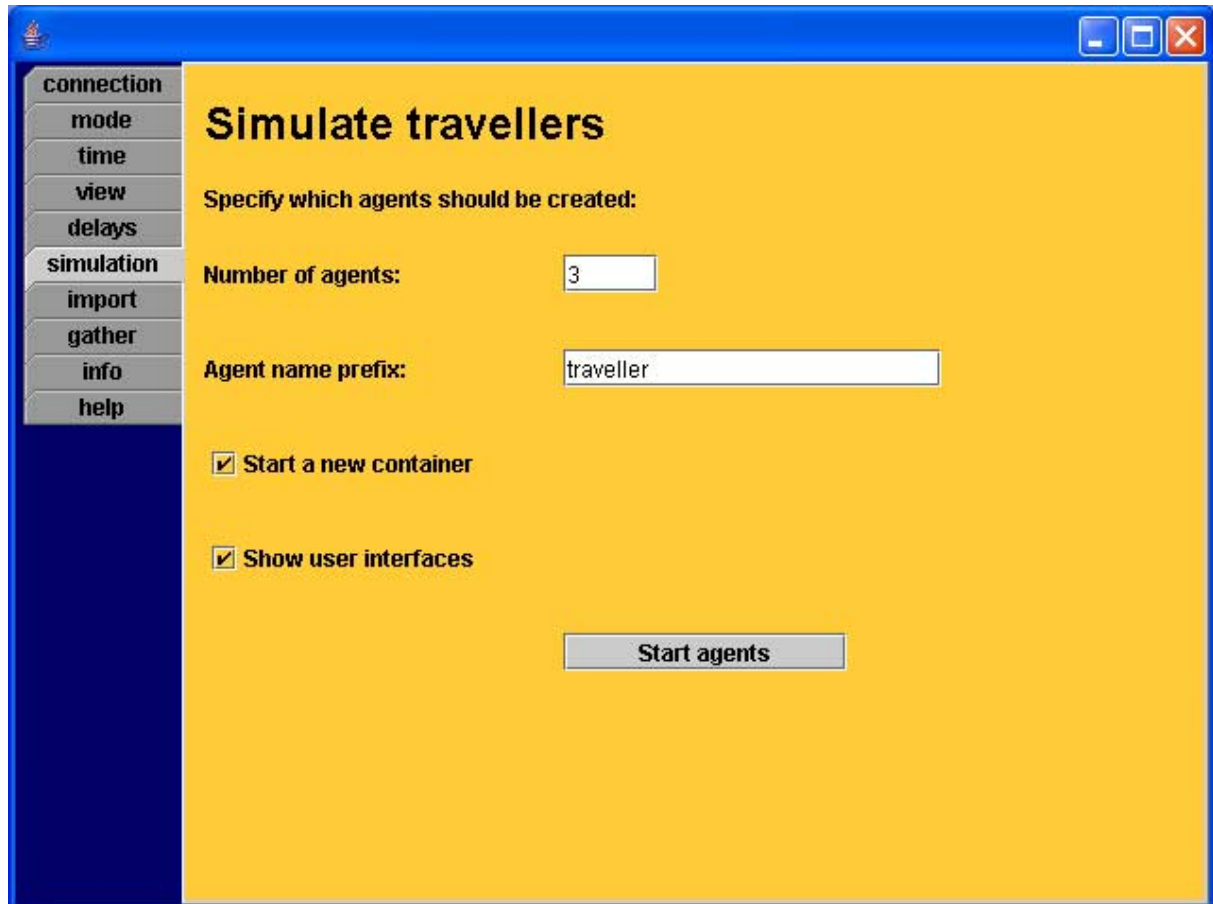 connection
mode
time
view
delays
simulation
import
gather
info
help
Simulate travellers
Specify which agents should be created:
Number of agents: 3
Agent name prefix: traveller
Start a new container
Show user interfaces
Start agents